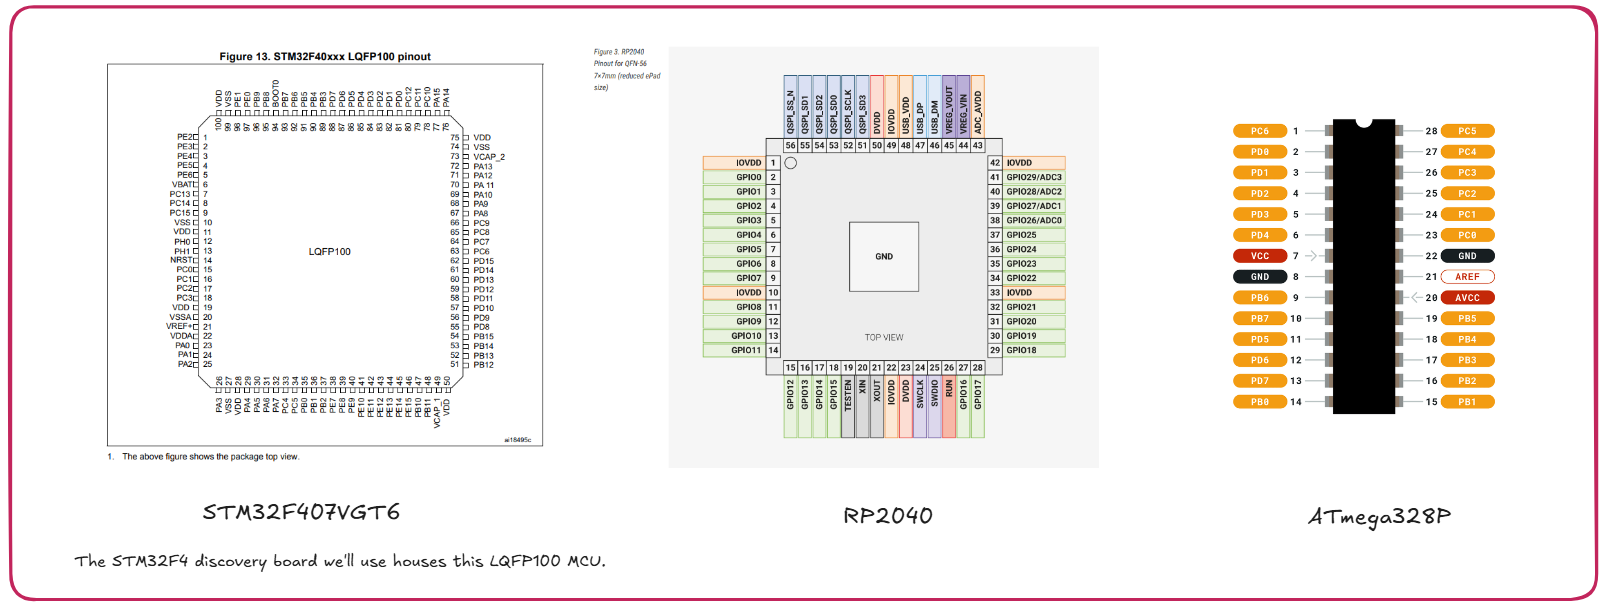 Figure 13. STM32F40xxx LQFP100 pinout
VDD
VSS
PE1
PE0
PB9
PB8
BOOT0
PB7
PB6
PB5
PB4
PB3
PD7
PD6
PD5
PD4
PD3
PD2
PD1
PD0
PC12
PC11
PC10
PA15
PA14
100
99
98
97
96
95
94
93
92
91
90
89
88
87
86
85
84
83
82
81
80
79
78
77
76
PE2 1
PE3 2
PE4 3
PE5 4
PE6 5
VBAT 6
PC13 7
PC14 8
PC15 9
VSS 10
VDD 11
PH0 12
PH1 13
NRST 14
PC0 15
PC1 16
PC2 17
PC3 18
VDD 19
VSSA 20
VREF+ 21
VDDA 22
PA0 23
PA1 24
PA2 25
LQFP100
75 VDD
74 VSS
73 VCAP_2
72 PA13
71 PA12
70 PA 11
69 PA10
68 PA9
67 PA8
66 PC9
65 PC8
64 PC7
63 PC6
62 PD15
61 PD14
60 PD13
59 PD12
58 PD11
57 PD10
56 PD9
55 PD8
54 PB15
53 PB14
52 PB13
51 PB12
26
27
28
29
30
31
32
33
34
35
36
37
38
39
40
41
42
43
44
45
46
47
48
49
50
PA3
VSS
VDD
PA4
PA5
PA6
PA7
PC4
PC5
PB0
PB1
PB2
PE7
PE8
PE9
PE10
PE11
PE12
PE13
PE14
PE15
PB10
PB11
VCAP_1
VDD
ai18495c
1. The above figure shows the package top view.
STM32F407VGT6
The STM32F4 discovery board we'll use houses this LQFP100 MCU.
Figure 3. RP2040
Pinout for QFN-56
7×7mm (reduced ePad
size)
QSPI_SS_N
QSPI_SD1
QSPI_SD2
QSPI_SD0
QSPI_SCLK
QSPI_SD3
DVDD
IOVDD
USB_VDD
USB_DP
USB_DM
VREG_VOUT
VREG_VIN
ADC_AVDD
56 55 54 53 52 51 50 49 48 47 46 45 44 43
IOVDD 1
GPIO0 2
GPIO1 3
GPIO2 4
GPIO3 5
GPIO4 6
GPIO5 7
GPIO6 8
GPIO7 9
IOVDD 10
GPIO8 11
GPIO9 12
GPIO10 13
GPIO11 14
GND
TOP VIEW
42 IOVDD
41 GPIO29/ADC3
40 GPIO28/ADC2
39 GPIO27/ADC1
38 GPIO26/ADC0
37 GPIO25
36 GPIO24
35 GPIO23
34 GPIO22
33 IOVDD
32 GPIO21
31 GPIO20
30 GPIO19
29 GPIO18
15 16 17 18 19 20 21 22 23 24 25 26 27 28
GPIO12
GPIO13
GPIO14
GPIO15
TESTEN
XIN
XOUT
IOVDD
DVDD
SWCLK
SWDIO
RUN
GPIO16
GPIO17
RP2040
PC6 1
PD0 2
PD1 3
PD2 4
PD3 5
PD4 6
VCC 7
GND 8
PB6 9
PB7 10
PD5 11
PD6 12
PD7 13
PB0 14
28 PC5
27 PC4
26 PC3
25 PC2
24 PC1
23 PC0
22 GND
21 AREF
20 AVCC
19 PB5
18 PB4
17 PB3
16 PB2
15 PB1
ATmega328P